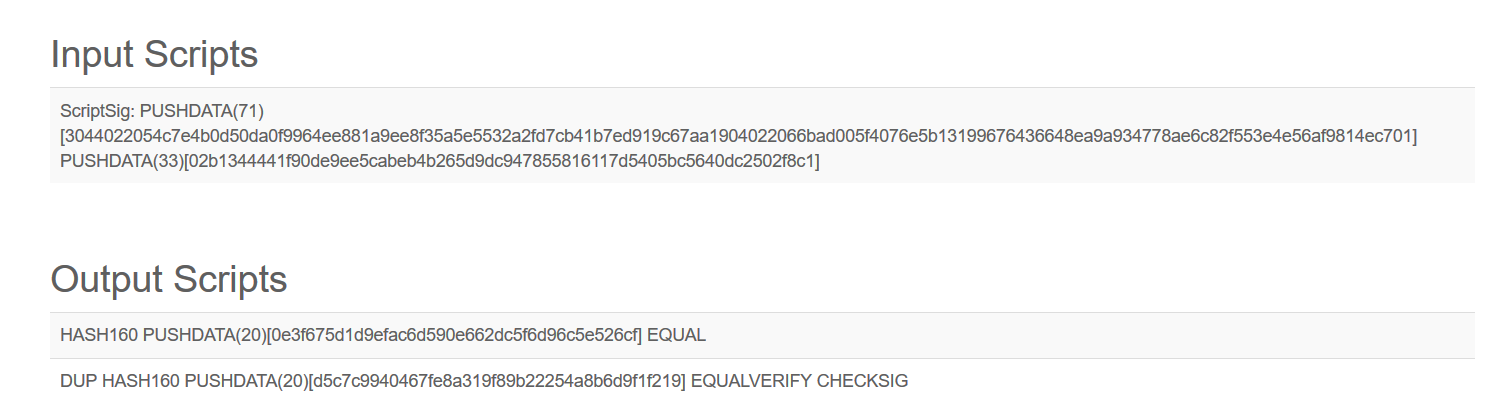 Input Scripts
ScriptSig: PUSHDATA(71)
[3044022054c7e4b0d50da0f9964ee881a9ee8f35a5e5532a2fd7cb41b7ed919c67aa1904022066bad005f4076e5b13199676436648ea9a934778ae6c82f553e4e56af9814ec701]
PUSHDATA(33)[02b1344441f90de9ee5cabeb4b265d9dc947855816117d5405bc5640dc2502f8c1]
Output Scripts
HASH160 PUSHDATA(20)[0e3f675d1d9efac6d590e662dc5f6d96c5e526cf] EQUAL
DUP HASH160 PUSHDATA(20)[d5c7c9940467fe8a319f89b22254a8b6d9f1f219] EQUALVERIFY CHECKSIG